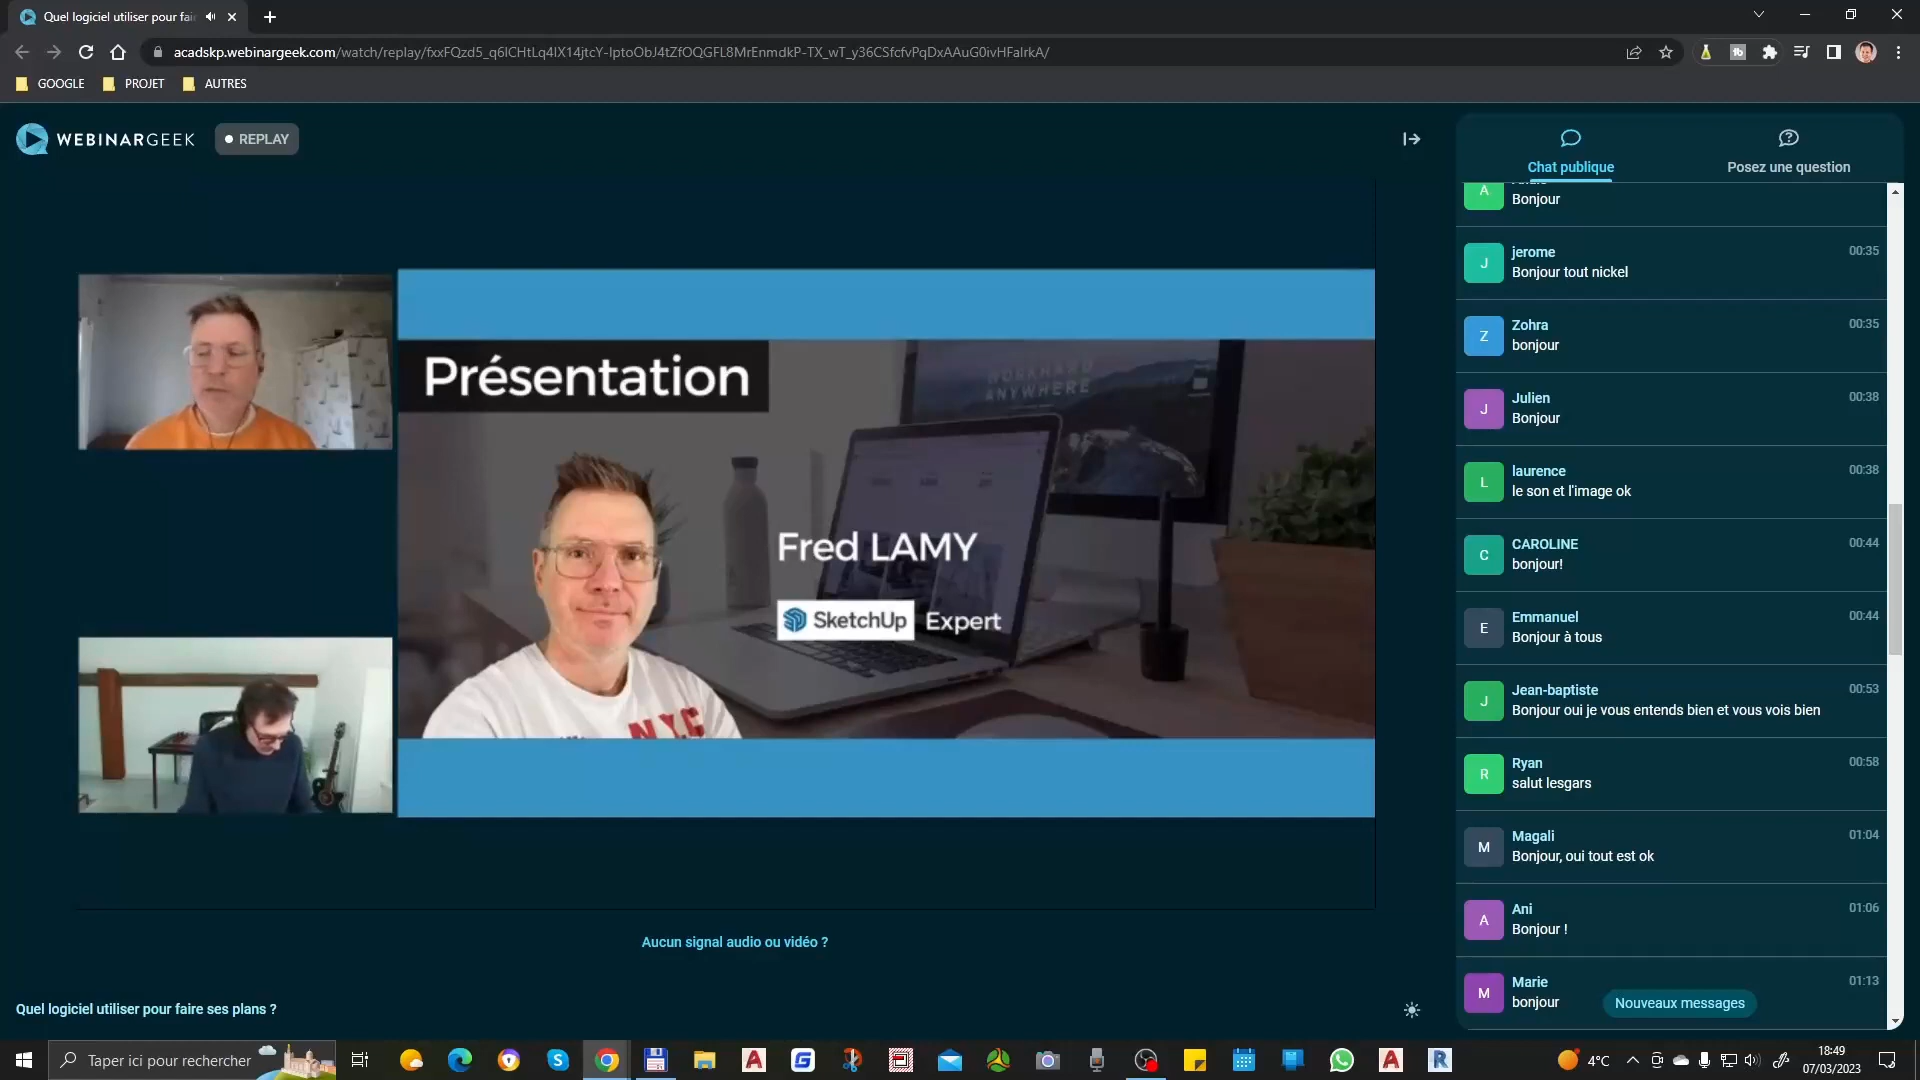 Quel logiciel utiliser pour fai
acadskp.webinargeek.com/watch/replay/fxxFQzd5_q6ICHtLq4IX14jtcY-IptoObJ4tZfOQGFL8MrEnmdkP-TX_wT_y36CSfcfvPqDxAAuG0ivHFaIrkA/
GOOGLE PROJET AUTRES
WEBINARGEEK REPLAY
Chat publique
Posez une question
A
Bonjour
J jerome 00:35
Bonjour tout nickel
Z Zohra 00:35
bonjour
J Julien 00:38
Bonjour
L laurence 00:38
le son et l'image ok
C CAROLINE 00:44
bonjour!
E Emmanuel 00:44
Bonjour à tous
J Jean-baptiste 00:53
Bonjour oui je vous entends bien et vous vois bien
R Ryan 00:58
salut lesgars
M Magali 01:04
Bonjour, oui tout est ok
A Ani 01:06
Bonjour !
M Marie 01:13
bonjour
Nouveaux messages
Présentation
WORKHARD
ANYWHERE
Fred LAMY
SketchUp Expert
N.Y.C
Aucun signal audio ou vidéo ?
Quel logiciel utiliser pour faire ses plans ?
Taper ici pour rechercher
4°C
18:49
07/03/2023